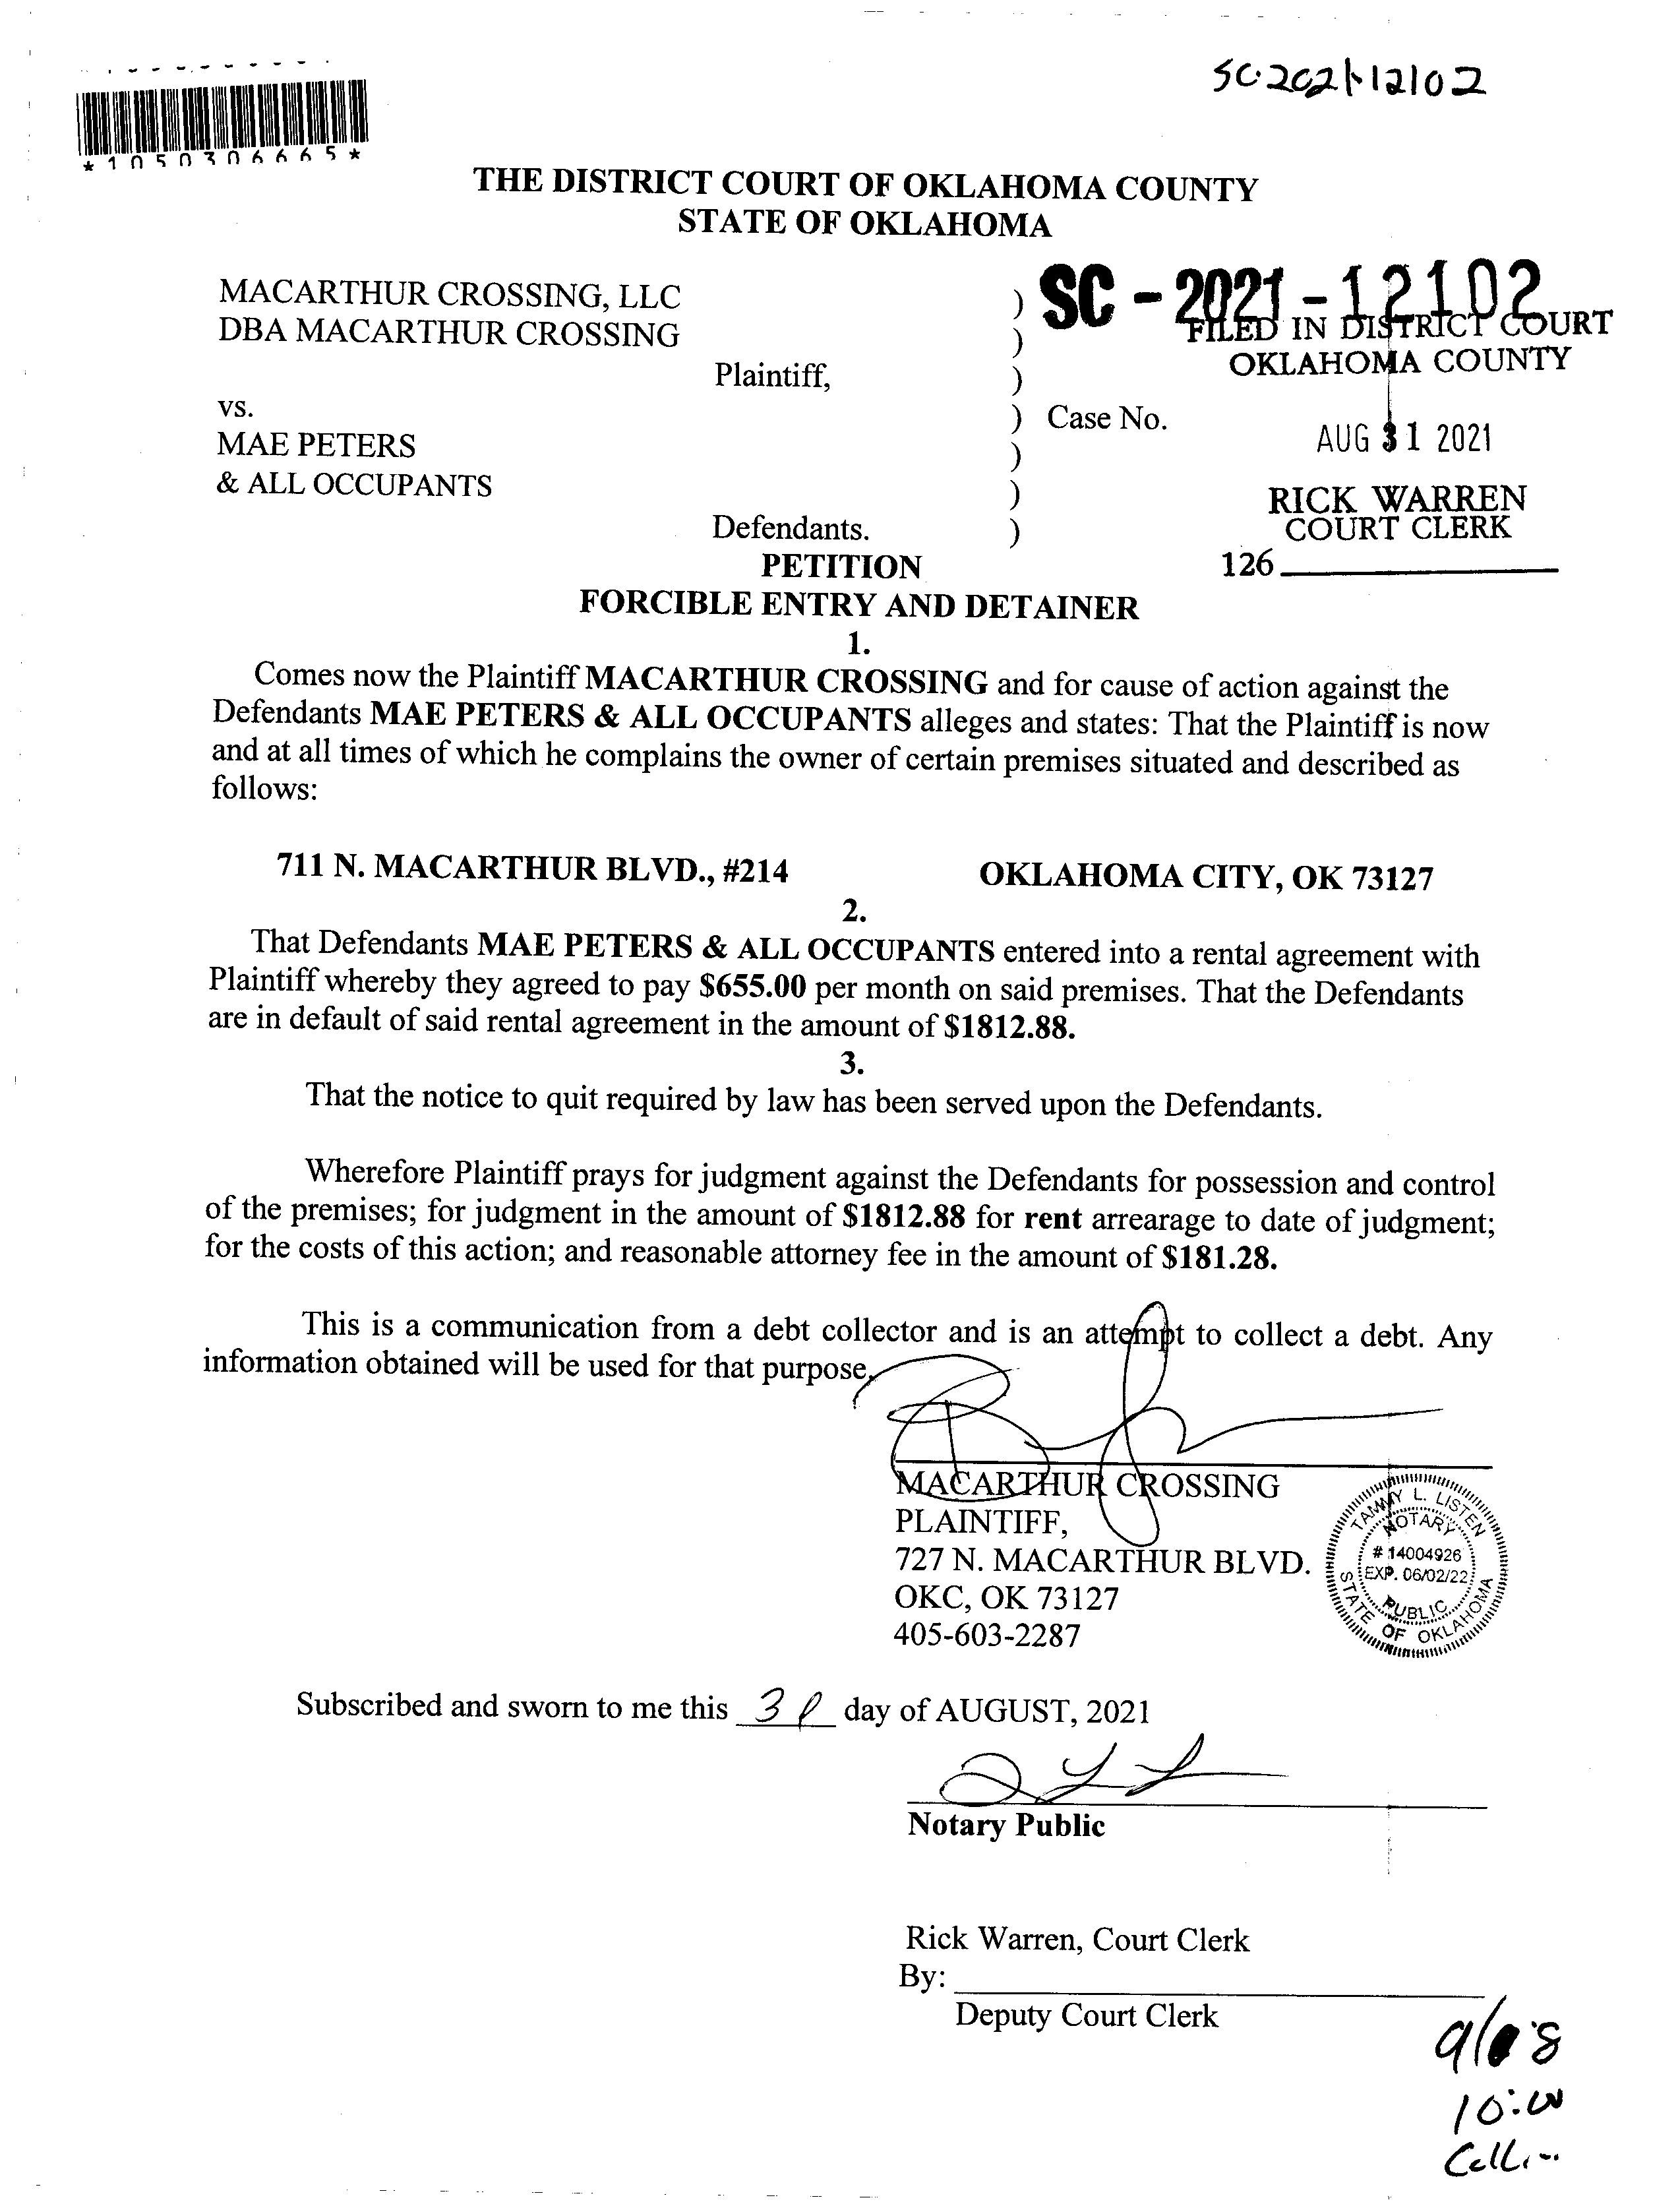 SC-2021-12102
*1050306665*
THE DISTRICT COURT OF OKLAHOMA COUNTY
STATE OF OKLAHOMA
MACARTHUR CROSSING, LLC
DBA MACARTHUR CROSSING
Plaintiff,
vs.
MAE PETERS
& ALL OCCUPANTS
Defendants.
)
)
)
)
)
)
)
SC - 2021 - 12102
FILED IN DISTRICT COURT
OKLAHOMA COUNTY
Case No.
AUG 31 2021
RICK WARREN
COURT CLERK
126
PETITION
FORCIBLE ENTRY AND DETAINER
1.
Comes now the Plaintiff MACARTHUR CROSSING and for cause of action against the
Defendants MAE PETERS & ALL OCCUPANTS alleges and states: That the Plaintiff is now
and at all times of which he complains the owner of certain premises situated and described as
follows:
711 N. MACARTHUR BLVD., #214 OKLAHOMA CITY, OK 73127
2.
That Defendants MAE PETERS & ALL OCCUPANTS entered into a rental agreement with
Plaintiff whereby they agreed to pay $655.00 per month on said premises. That the Defendants
are in default of said rental agreement in the amount of $1812.88.
3.
That the notice to quit required by law has been served upon the Defendants.
Wherefore Plaintiff prays for judgment against the Defendants for possession and control
of the premises; for judgment in the amount of $1812.88 for rent arrearage to date of judgment;
for the costs of this action; and reasonable attorney fee in the amount of $181.28.
This is a communication from a debt collector and is an attempt to collect a debt. Any
information obtained will be used for that purpose.
MACARTHUR CROSSING
PLAINTIFF,
727 N. MACARTHUR BLVD.
OKC, OK 73127
405-603-2287
TAMMY L. LISTEN
NOTARY
# 14004926
EXP. 06/02/22
PUBLIC
STATE OF OKLAHOMA
Subscribed and sworn to me this 31 day of AUGUST, 2021
Notary Public
Rick Warren, Court Clerk
By:
Deputy Court Clerk
10:00